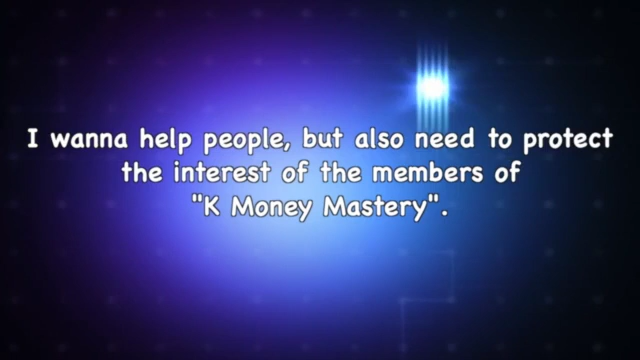 I wanna help people, but also need to protect
the interest of the members of
"K Money Mastery".